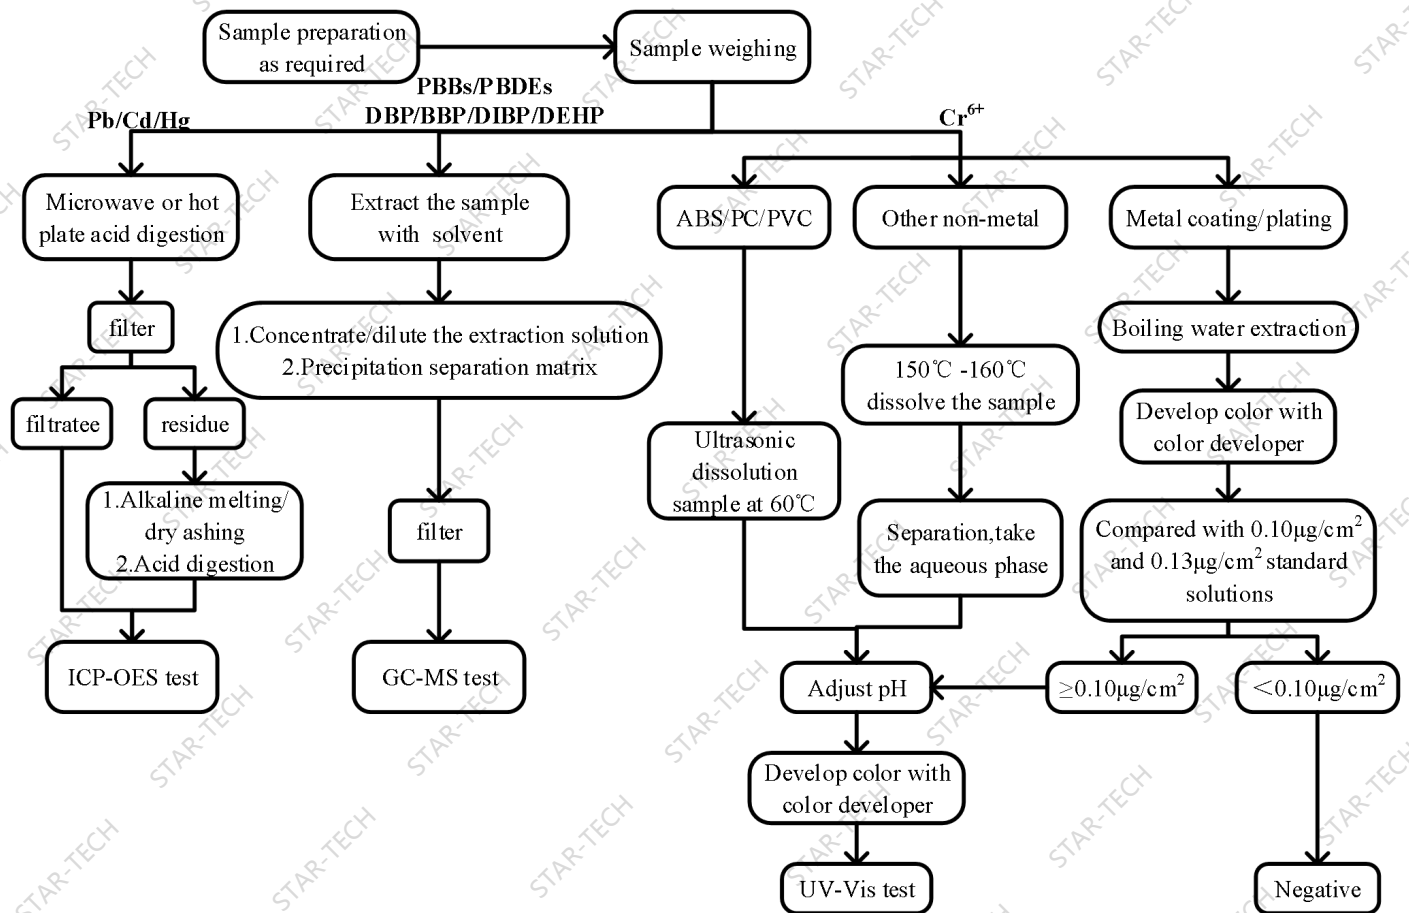 Sample preparation
as required
Sample weighing
PBBs/PBDEs
DBP/BBP/DIBP/DEHP
Pb/Cd/Hg
Cr⁶⁺
Microwave or hot
plate acid digestion
Extract the sample
with solvent
ABS/PC/PVC
Other non-metal
Metal coating/plating
filter
1.Concentrate/dilute the extraction solution
2.Precipitation separation matrix
Boiling water extraction
150℃ -160℃
dissolve the sample
filtratee
residue
Develop color with
color developer
Ultrasonic
dissolution
sample at 60℃
1.Alkaline melting/
dry ashing
2.Acid digestion
filter
Separation,take
the aqueous phase
Compared with 0.10μg/cm²
and 0.13μg/cm² standard
solutions
ICP-OES test
GC-MS test
Adjust pH
≥0.10μg/cm²
<0.10μg/cm²
Develop color with
color developer
UV-Vis test
Negative
STAR-TECH